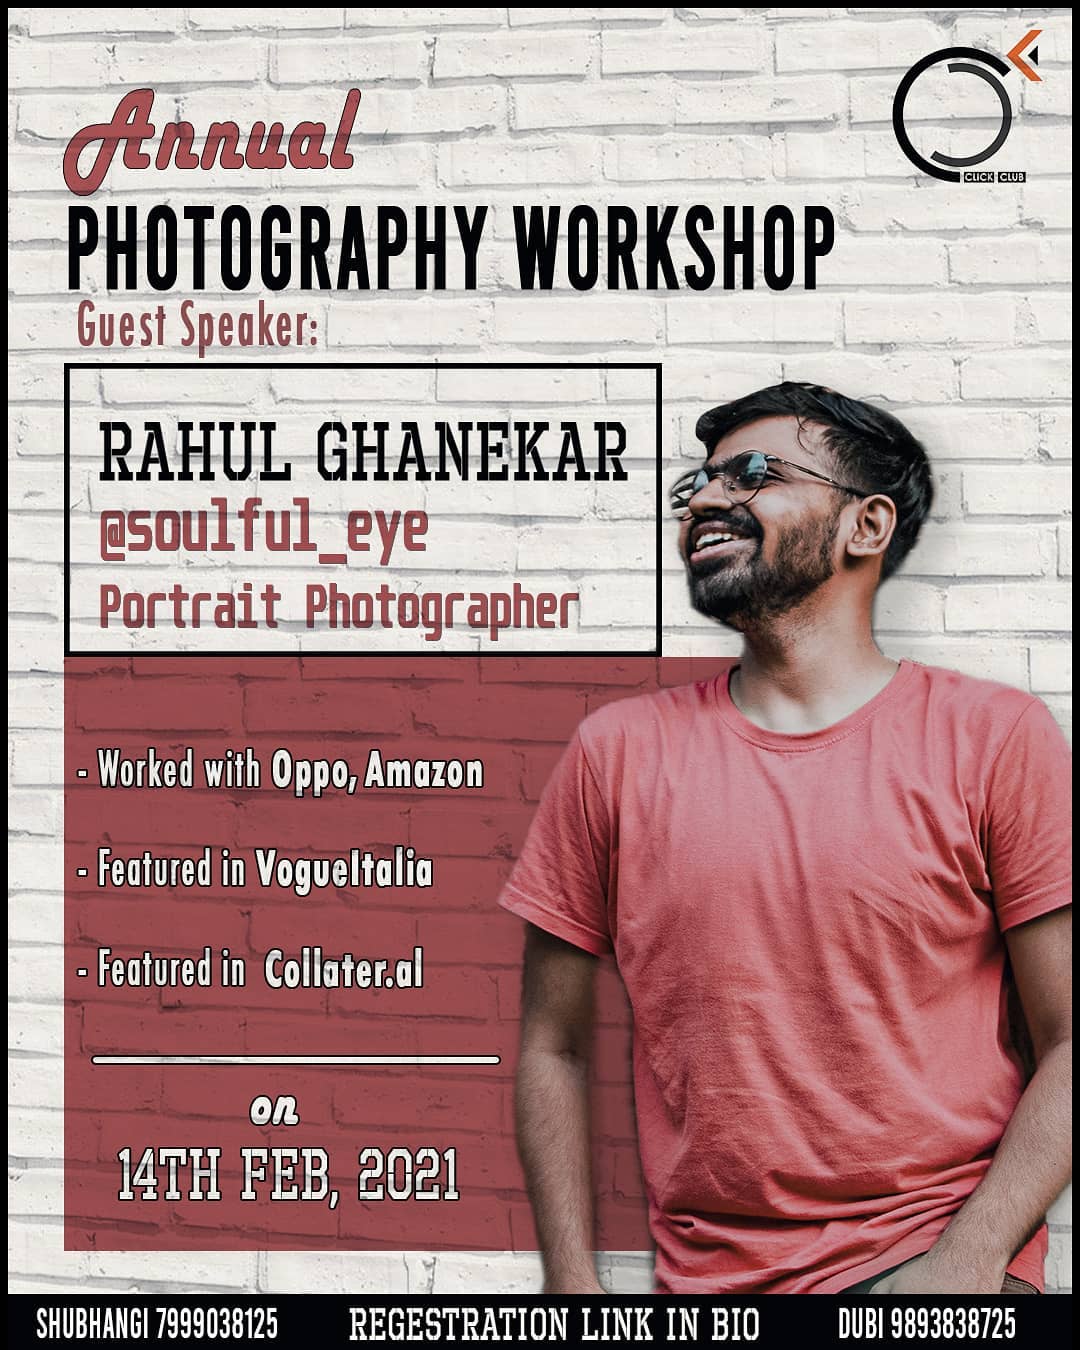 CLICK CLUB
Annual
PHOTOGRAPHY WORKSHOP
Guest Speaker:
RAHUL GHANEKAR
@soulful_eye
Portrait Photographer
- Worked with Oppo, Amazon
- Featured in VogueItalia
- Featured in Collater.al
on
14TH FEB, 2021
SHUBHANGI 7999038125 REGESTRATION LINK IN BIO DUBI 9893838725